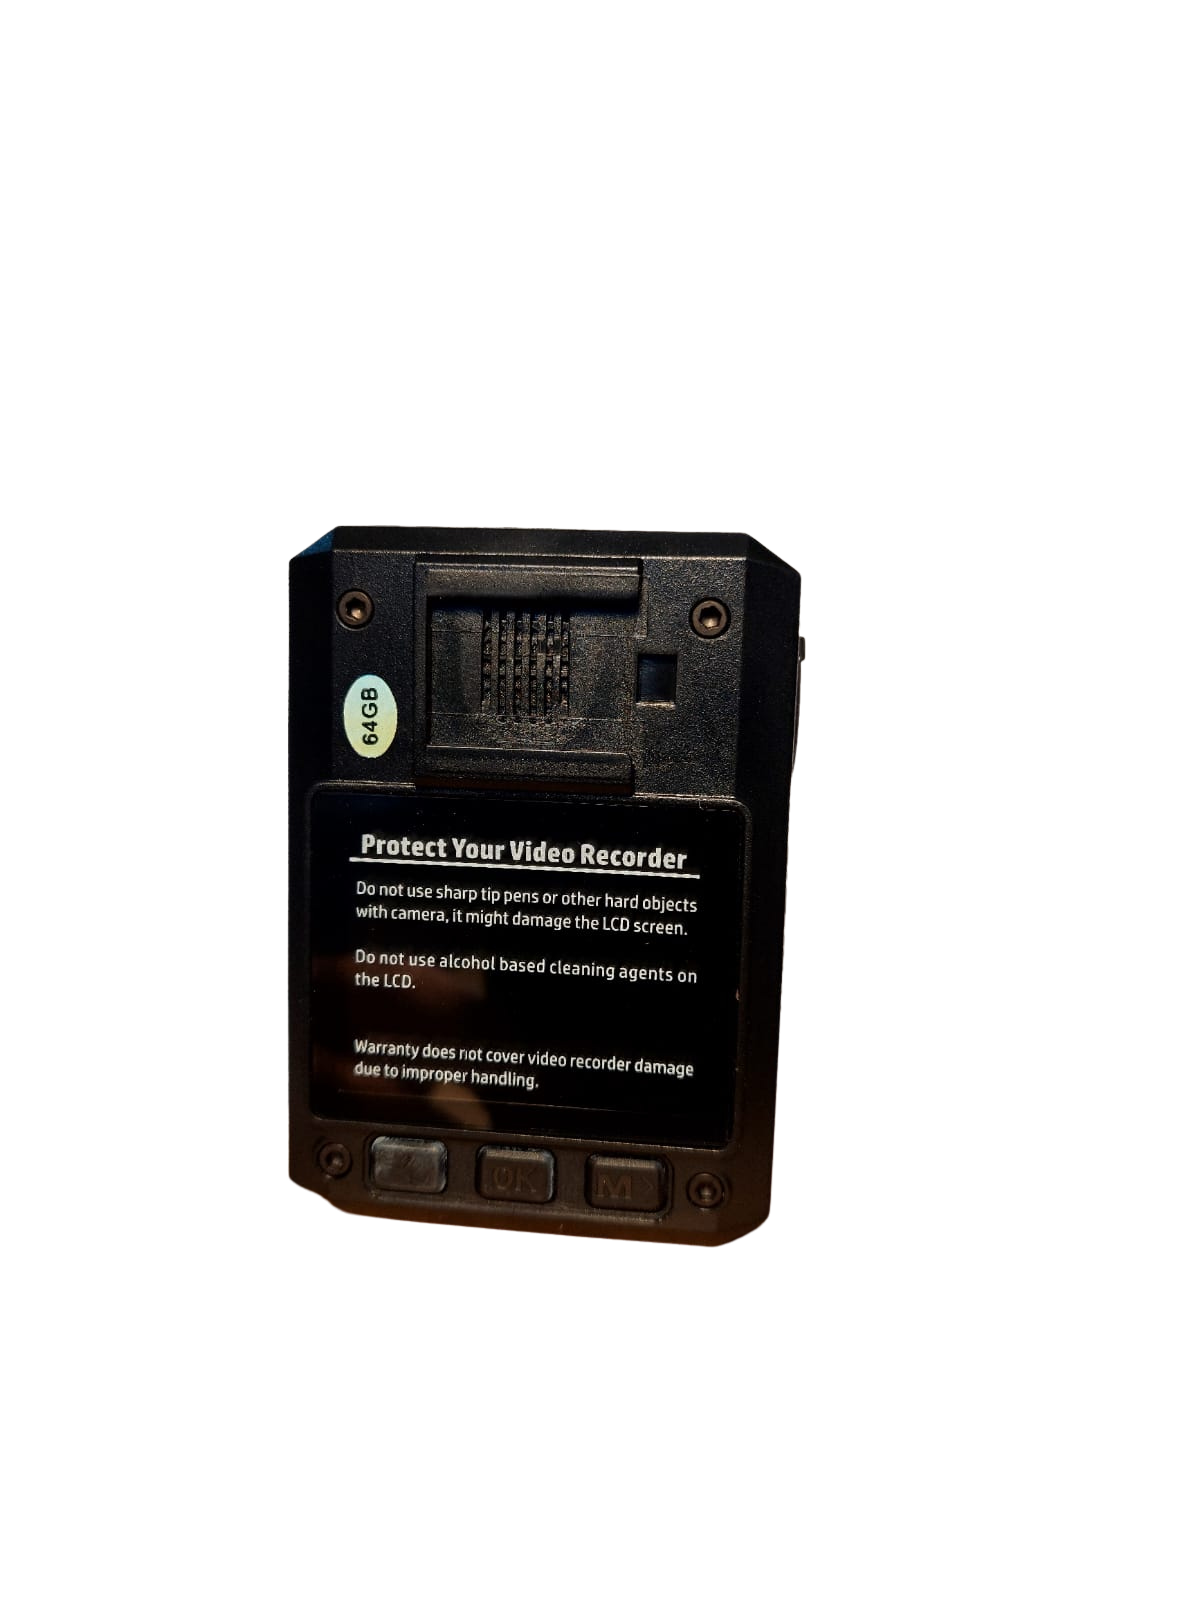 64GB
Protect Your Video Recorder
Do not use sharp tip pens or other hard objects
with camera, it might damage the LCD screen.
Do not use alcohol based cleaning agents on
the LCD.
Warranty does not cover video recorder damage
due to improper handling.
OK
M